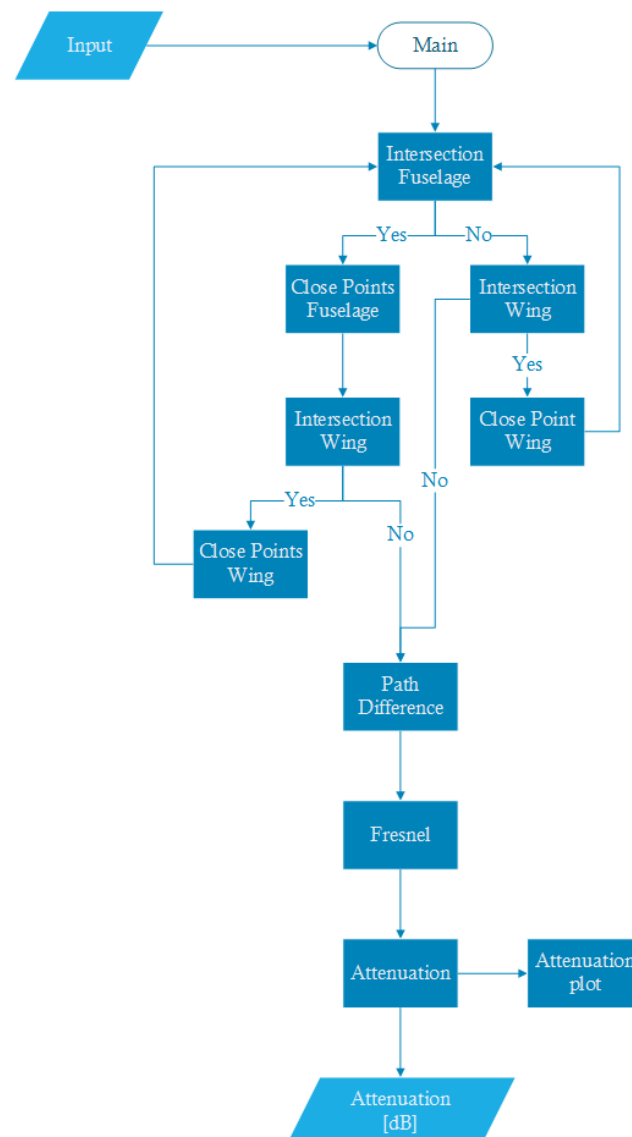 Input
Main
Intersection
Fuselage
Yes
No
Close Points
Fuselage
Intersection
Wing
Yes
Intersection
Wing
Close Point
Wing
No
Yes
No
Close Points
Wing
Path
Difference
Fresnel
Attenuation
Attenuation
plot
Attenuation
[dB]